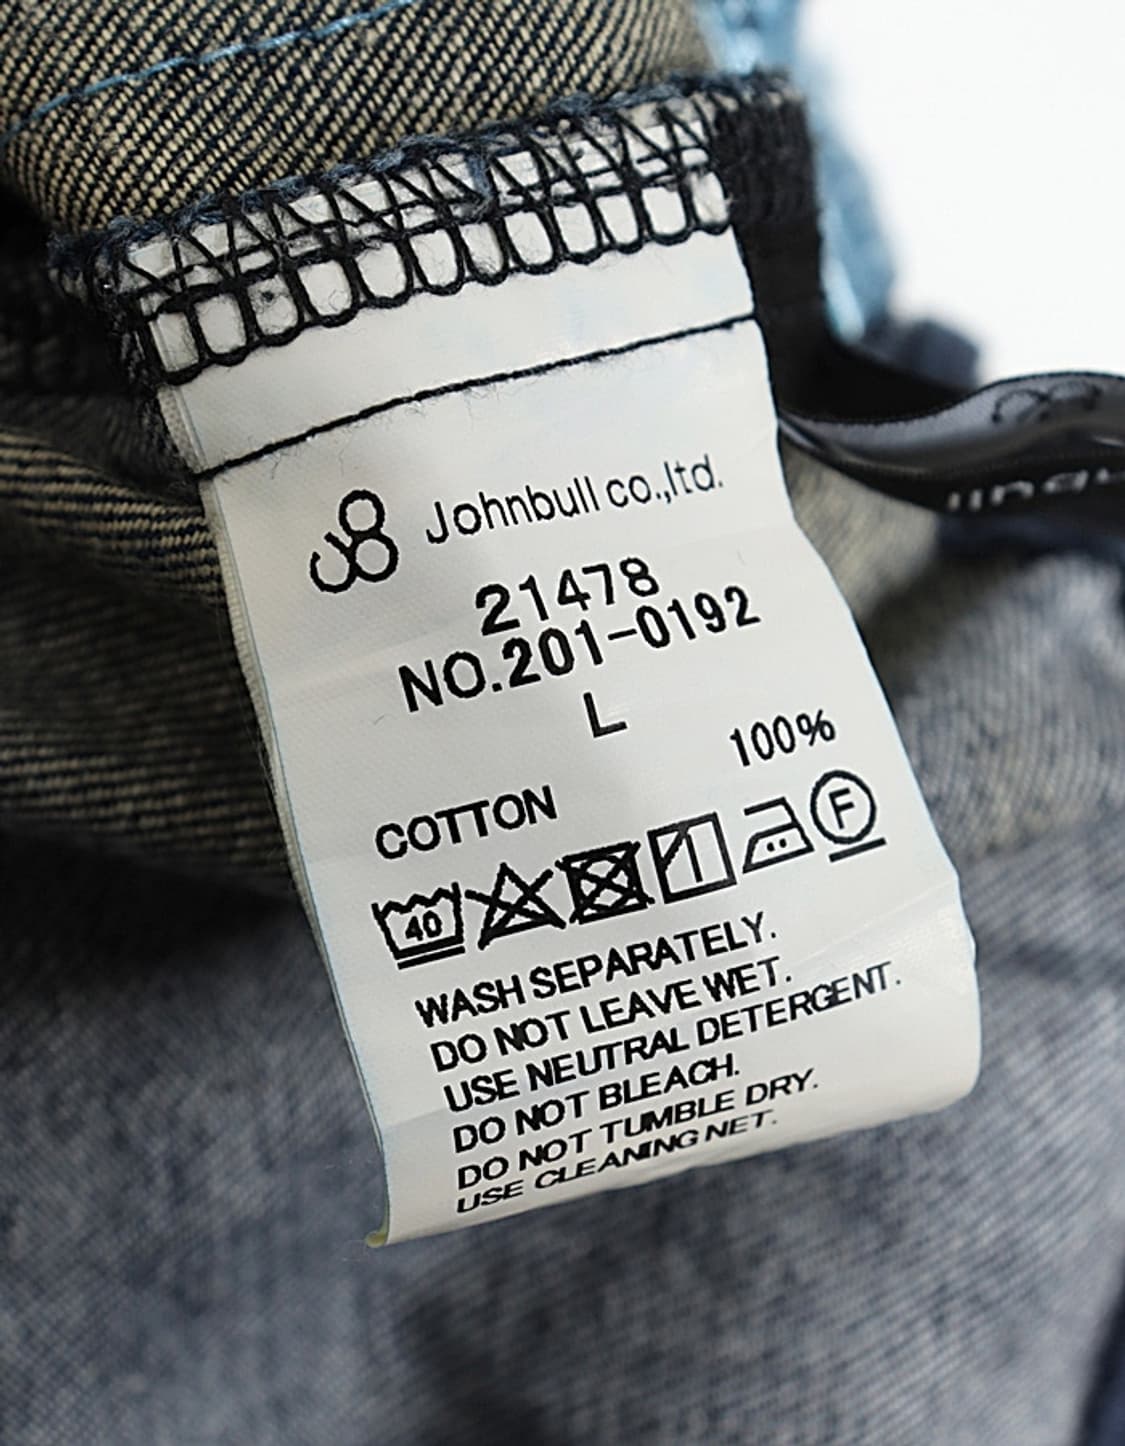 Johnbull co.,ltd.
21478
NO.201-0192
L
100%
COTTON
40 F
WASH SEPARATELY.
DO NOT LEAVE WET.
USE NEUTRAL DETERGENT.
DO NOT BLEACH.
DO NOT TUMBLE DRY.
USE CLEANING NET.